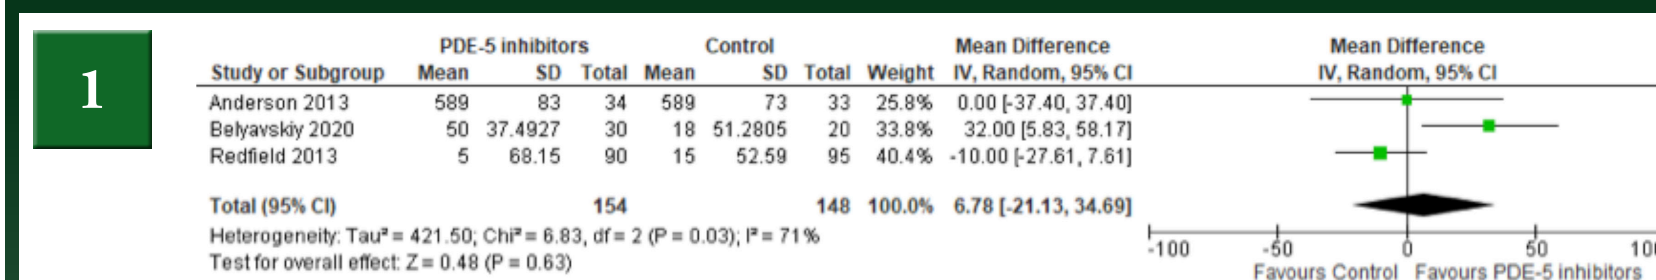 1
PDE-5 inhibitors Control Mean Difference Mean Difference
Study or Subgroup Mean SD Total Mean SD Total Weight IV, Random, 95% CI IV, Random, 95% CI
Anderson 2013 589 83 34 589 73 33 25.8% 0.00 [-37.40, 37.40]
Belyavskiy 2020 50 37.4927 30 18 51.2805 20 33.8% 32.00 [5.83, 58.17]
Redfield 2013 5 68.15 90 15 52.59 95 40.4% -10.00 [-27.61, 7.61]
Total (95% CI) 154 148 100.0% 6.78 [-21.13, 34.69]
Heterogeneity: Tau² = 421.50; Chi² = 6.83, df = 2 (P = 0.03); I² = 71%
Test for overall effect: Z = 0.48 (P = 0.63)
-100 -50 0 50
Favours Control Favours PDE-5 inhibitors